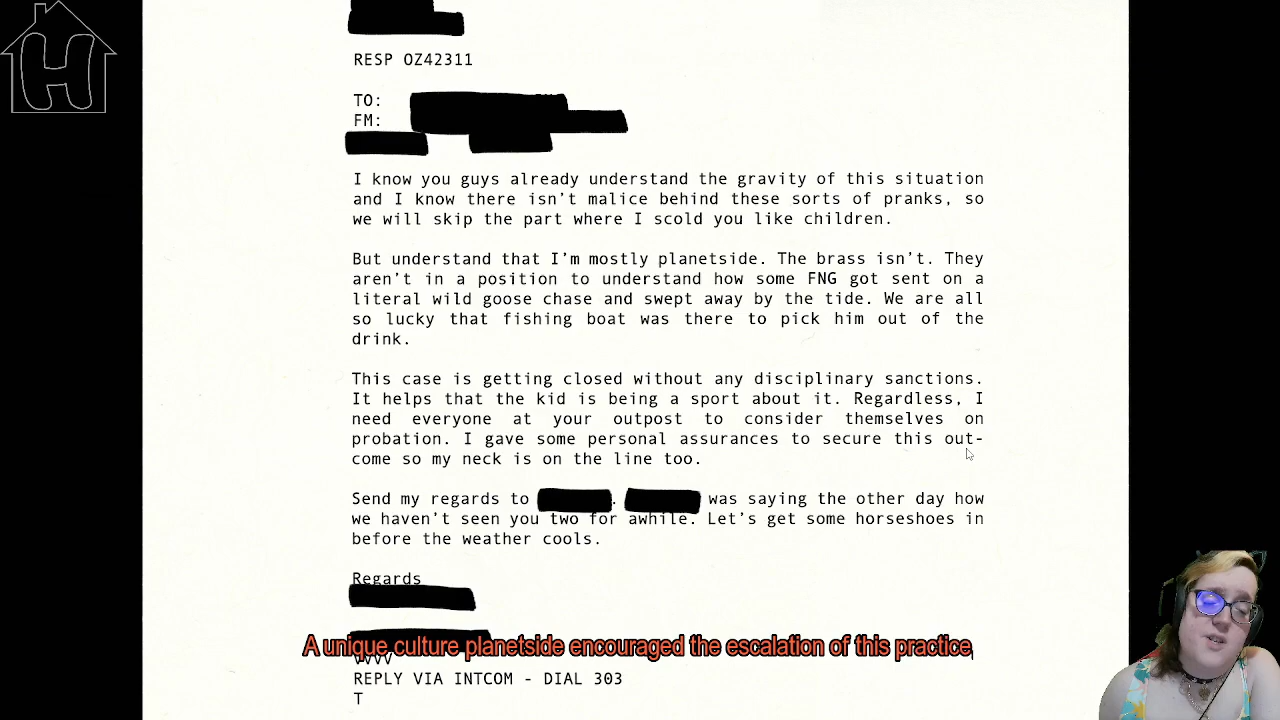 H
RESP OZ42311
TO:
FM:
I know you guys already understand the gravity of this situation
and I know there isn't malice behind these sorts of pranks, so
we will skip the part where I scold you like children.
But understand that I'm mostly planetside. The brass isn't. They
aren't in a position to understand how some FNG got sent on a
literal wild goose chase and swept away by the tide. We are all
so lucky that fishing boat was there to pick him out of the
drink.
This case is getting closed without any disciplinary sanctions.
It helps that the kid is being a sport about it. Regardless, I
need everyone at your outpost to consider themselves on
probation. I gave some personal assurances to secure this out-
come so my neck is on the line too.
Send my regards to . was saying the other day how
we haven't seen you two for awhile. Let's get some horseshoes in
before the weather cools.
Regards
A unique culture planetside encouraged the escalation of this practice
REPLY VIA INTCOM - DIAL 303
T